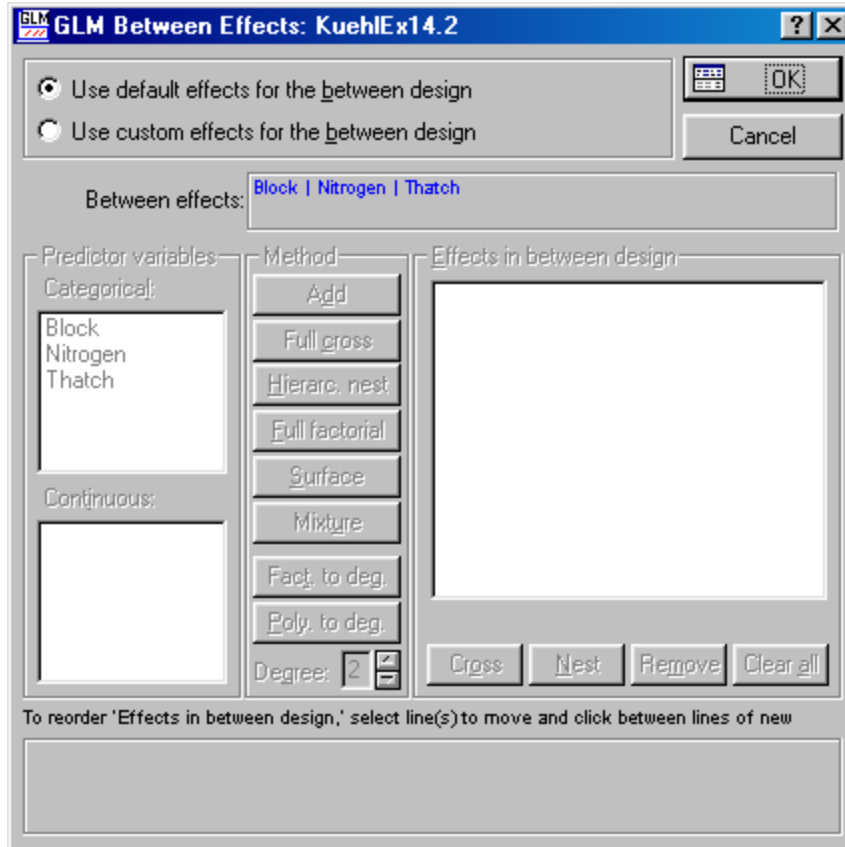 GLM GLM Between Effects: KuehlEx14.2 ? X
Use default effects for the between design
OK
Use custom effects for the between design
Cancel
Between effects: Block | Nitrogen | Thatch
Predictor variables
Categorical:
Block
Nitrogen
Thatch
Continuous:
Method
Add
Full cross
Hierarc. nest
Full factorial
Surface
Mixture
Fact. to deg.
Poly. to deg.
Degree: 2
Effects in between design
Cross Nest Remove Clear all
To reorder 'Effects in between design,' select line(s) to move and click between lines of new